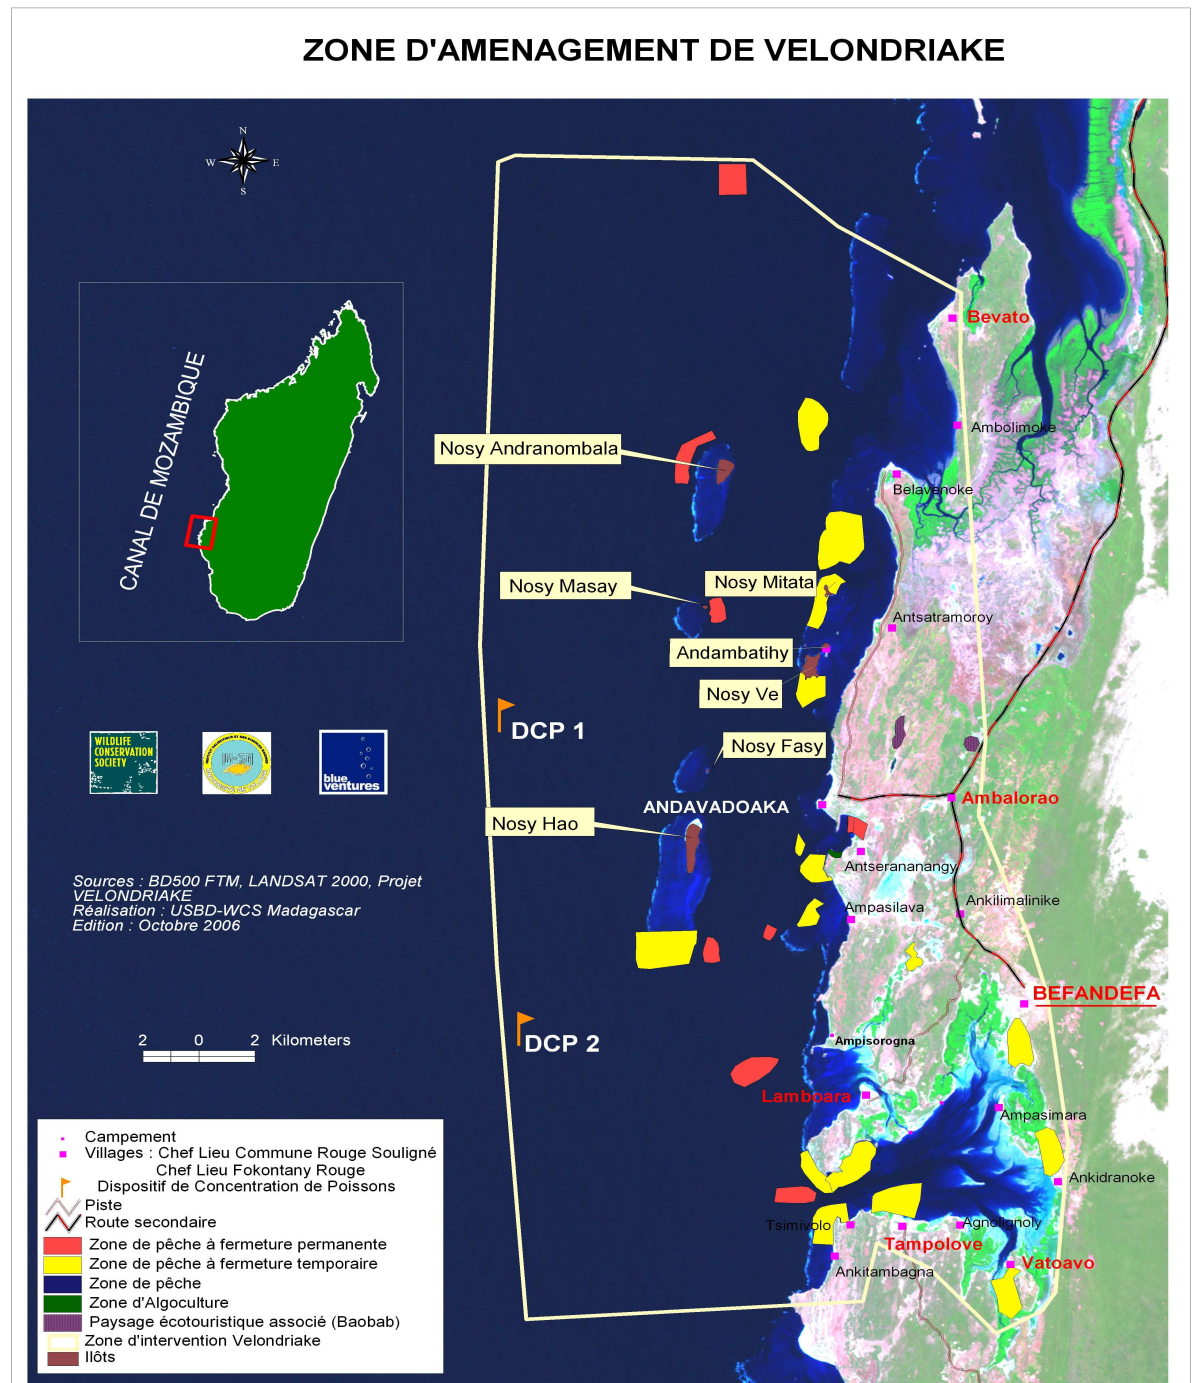 ZONE D'AMENAGEMENT DE VELONDRIAKE
N
W
E
S
CANAL DE MOZAMBIQUE
Bevato
Ambolimoke
Nosy Andranombala
Belavenoke
Nosy Masay
Nosy Mitata
Antsatramoroy
Andambatihy
Nosy Ve
DCP 1
Nosy Fasy
WILDLIFE
CONSERVATION
SOCIETY
blue
ventures
ANDAVADOAKA
Ambalorao
Nosy Hao
Antserananangy
Ampasilava
Ankilimalinike
Sources : BD500 FTM, LANDSAT 2000, Projet
VELONDRIAKE
Réalisation : USBD-WCS Madagascar
Edition : Octobre 2006
BEFANDEFA
DCP 2
Ampisorogna
2 0 2 Kilometers
Lamboara
Ampasimara
Ankidranoke
Tsimivolo
Agnolignoly
Tampolove
Ankitambagna
Vatoavo
Campement
Villages : Chef Lieu Commune Rouge Souligné
Chef Lieu Fokontany Rouge
Dispositif de Concentration de Poissons
Piste
Route secondaire
Zone de pêche à fermeture permanente
Zone de pêche à fermeture temporaire
Zone de pêche
Zone d'Algoculture
Paysage écotouristique associé (Baobab)
Zone d'intervention Velondriake
Ilôts